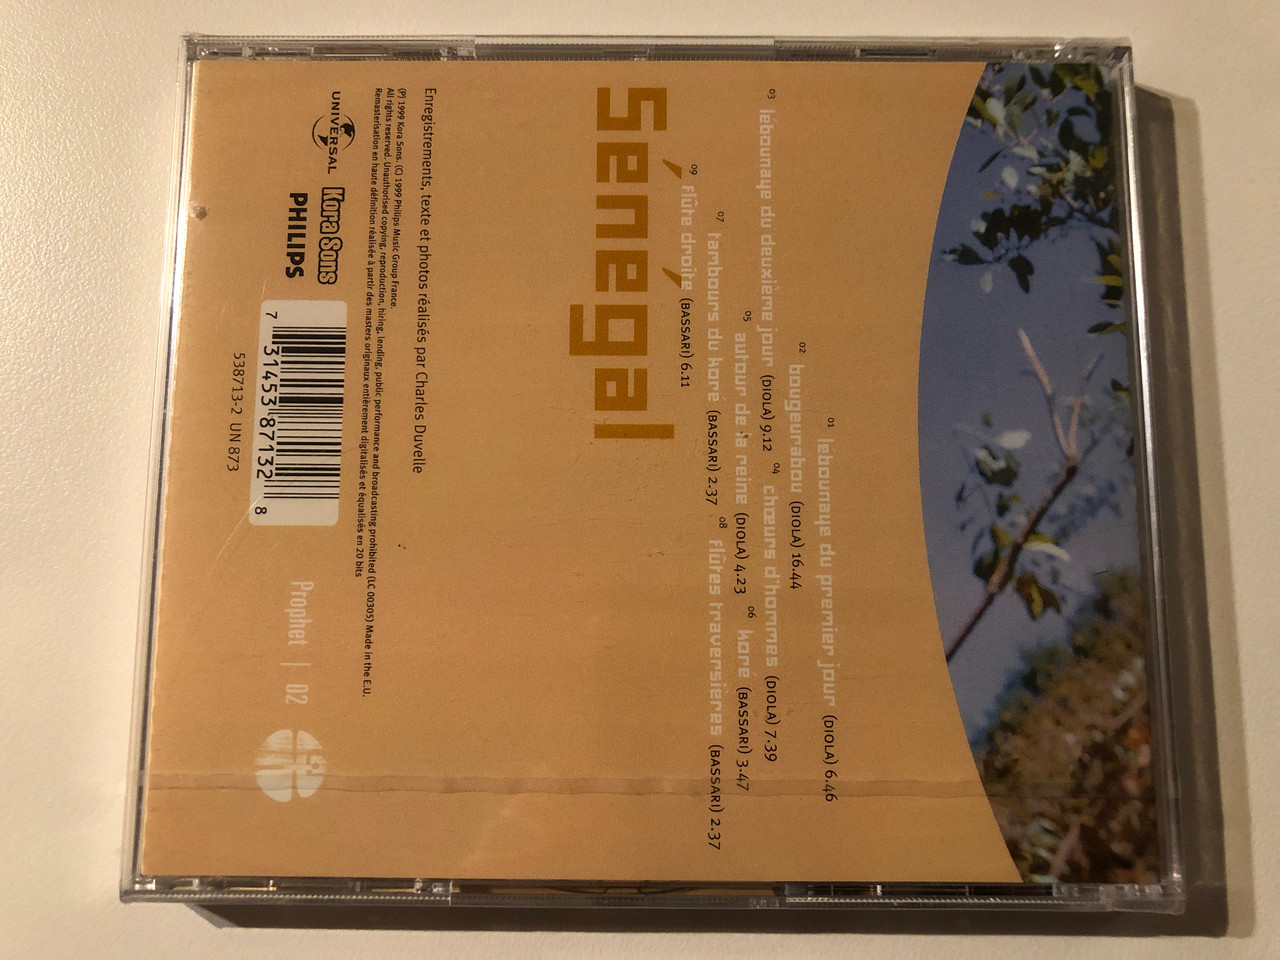 01 lébounaye du premier jour (DIOLA) 6.46
02 bougeurabou (DIOLA) 16.44
03 lébounaye du deuxième jour (DIOLA) 9.12 04 chœurs d'hommes (DIOLA) 7.39
05 autour de la reine (DIOLA) 4.23 06 koré (BASSARI) 3.47
07 tambours du koré (BASSARI) 2.37 08 flûtes traversières (BASSARI) 2.37
09 flûte droite (BASSARI) 6.11
Sénégal
Enregistrements, texte et photos réalisés par Charles Duvelle
(P) 1999 Kora Sons. (C) 1999 Philips Music Group France.
All rights reserved. Unauthorised copying, reproduction, hiring, lending, public performance and broadcasting prohibited (LC 00305) Made in the E.U.
Remasterisation en haute définition réalisée à partir des masters originaux entièrement digitalisés et équalisés en 20 bits
UNIVERSAL
Kora Sons
PHILIPS
7 31453 87132 8
538713-2 UN 873
Prophet | 02